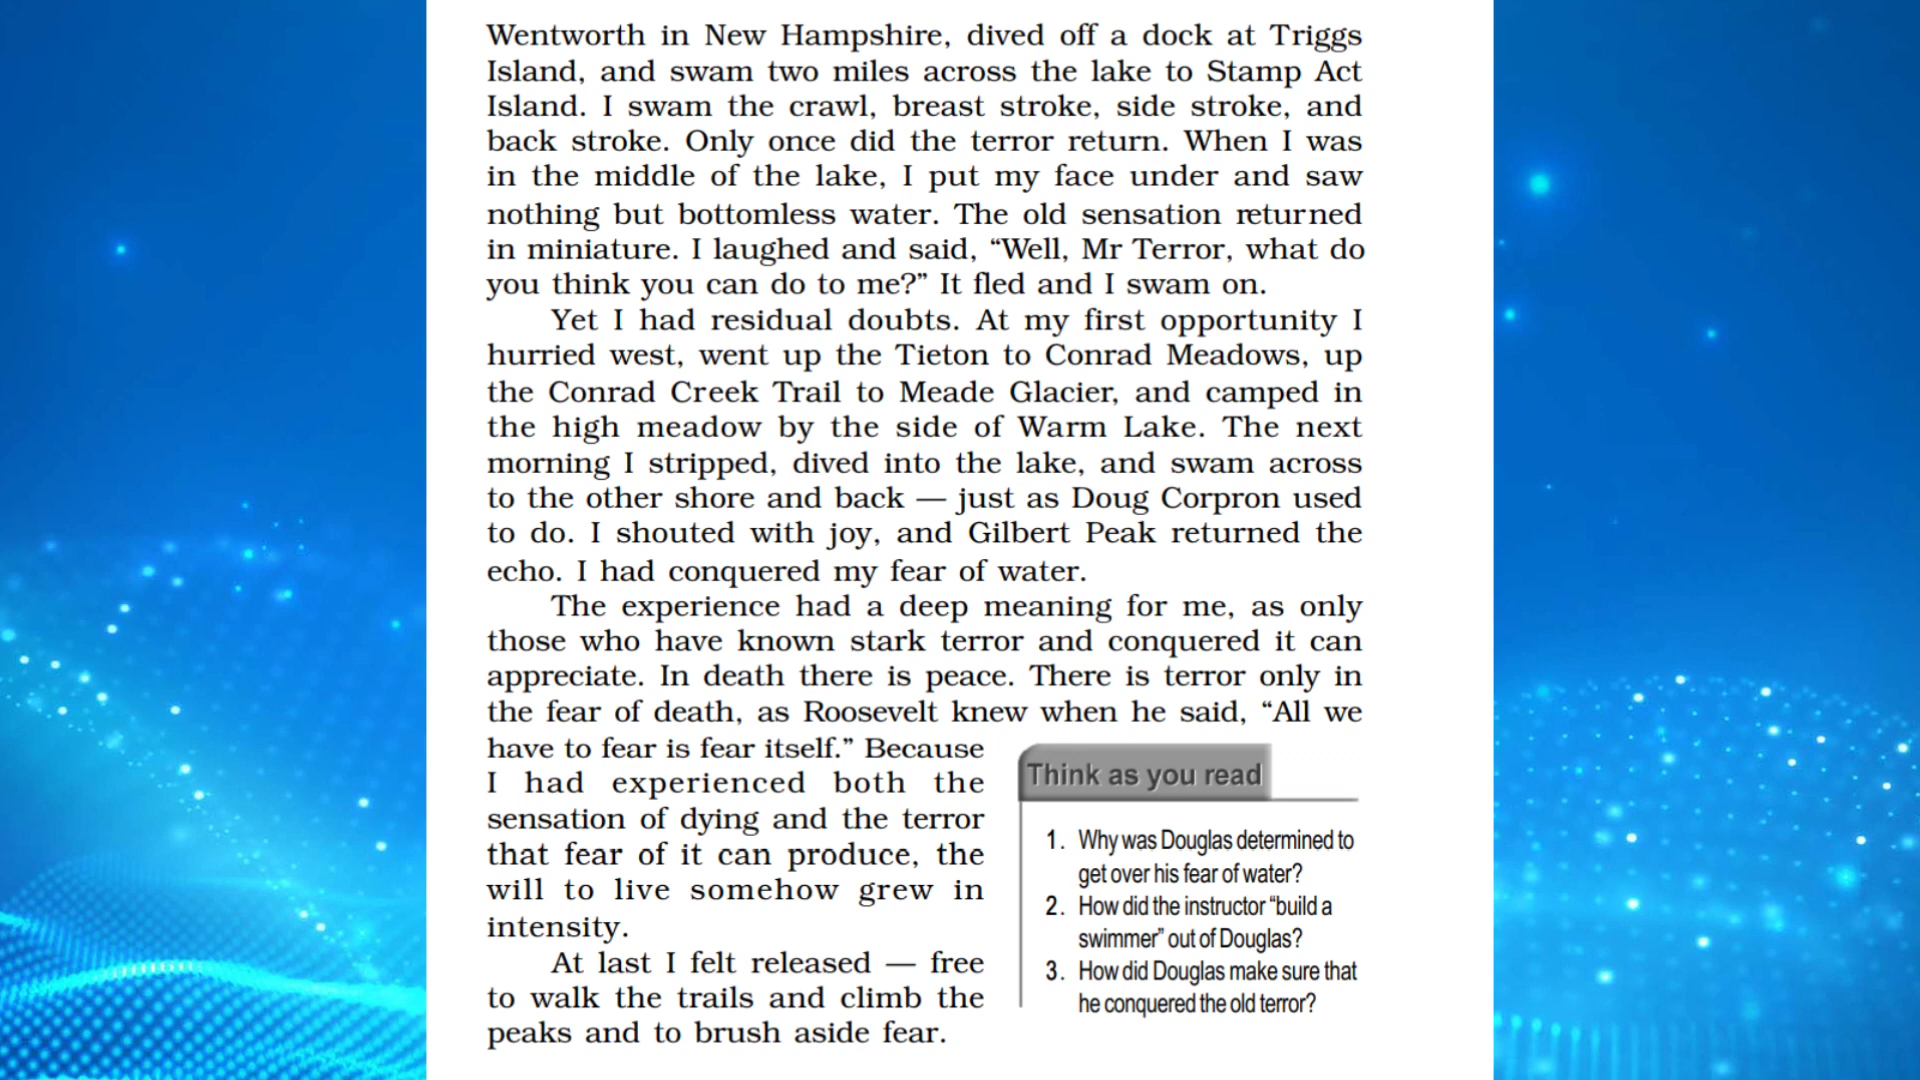 Wentworth in New Hampshire, dived off a dock at Triggs
Island, and swam two miles across the lake to Stamp Act
Island. I swam the crawl, breast stroke, side stroke, and
back stroke. Only once did the terror return. When I was
in the middle of the lake, I put my face under and saw
nothing but bottomless water. The old sensation returned
in miniature. I laughed and said, “Well, Mr Terror, what do
you think you can do to me?” It fled and I swam on.
Yet I had residual doubts. At my first opportunity I
hurried west, went up the Tieton to Conrad Meadows, up
the Conrad Creek Trail to Meade Glacier, and camped in
the high meadow by the side of Warm Lake. The next
morning I stripped, dived into the lake, and swam across
to the other shore and back — just as Doug Corpron used
to do. I shouted with joy, and Gilbert Peak returned the
echo. I had conquered my fear of water.
The experience had a deep meaning for me, as only
those who have known stark terror and conquered it can
appreciate. In death there is peace. There is terror only in
the fear of death, as Roosevelt knew when he said, “All we
have to fear is fear itself.” Because
I had experienced both the
sensation of dying and the terror
that fear of it can produce, the
will to live somehow grew in
intensity.
At last I felt released — free
to walk the trails and climb the
peaks and to brush aside fear.
Think as you read
1. Why was Douglas determined to
get over his fear of water?
2. How did the instructor “build a
swimmer” out of Douglas?
3. How did Douglas make sure that
he conquered the old terror?